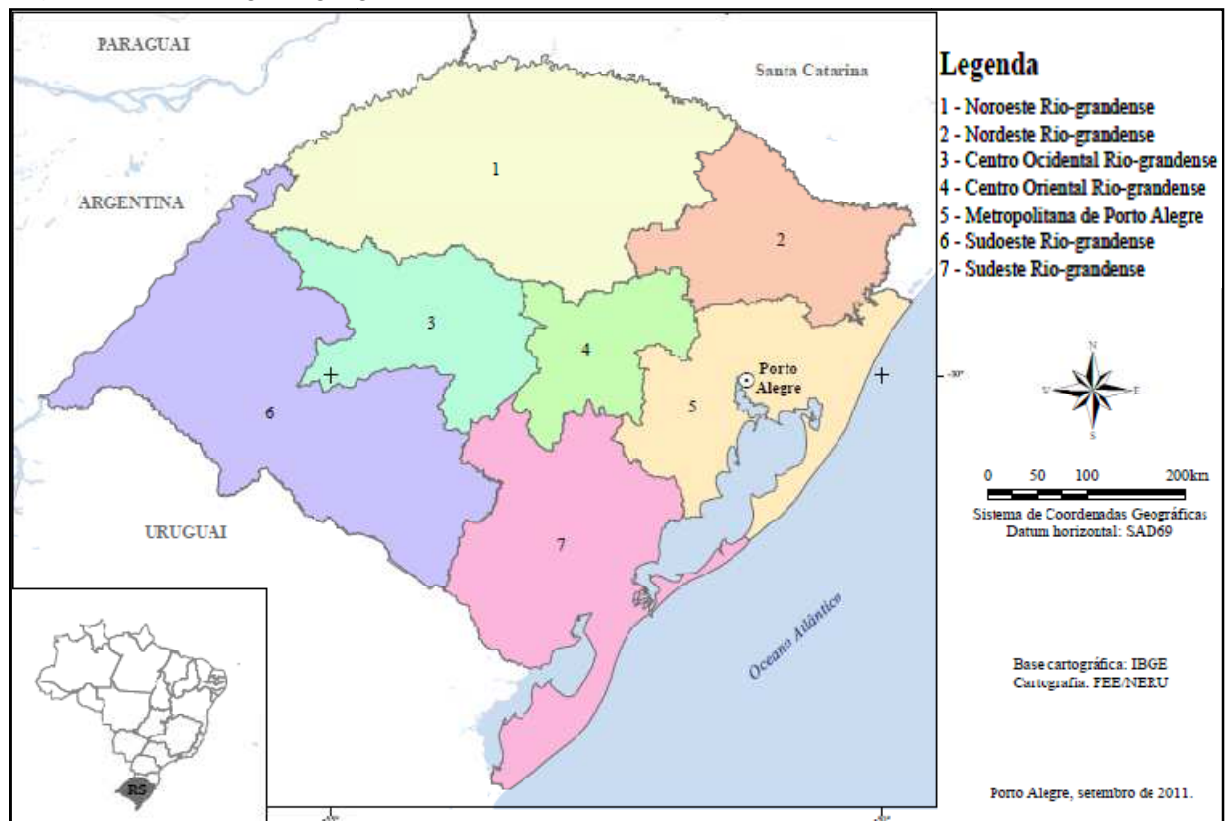 PARAGUAI
Santa Catarina
ARGENTINA
URUGUAI
1
2
3
4
5
6
7
Porto
Alegre
Oceano Atlântico
RS
Legenda
1 - Noroeste Rio-grandense
2 - Nordeste Rio-grandense
3 - Centro Ocidental Rio-grandense
4 - Centro Oriental Rio-grandense
5 - Metropolitana de Porto Alegre
6 - Sudoeste Rio-grandense
7 - Sudeste Rio-grandense
N
W E
S
-30°
0 50 100 200km
Sistema de Coordenadas Geográficas
Datum horizontal: SAD69
Base cartográfica: IBGE
Cartografia: FEE/NERU
Porto Alegre, setembro de 2011.